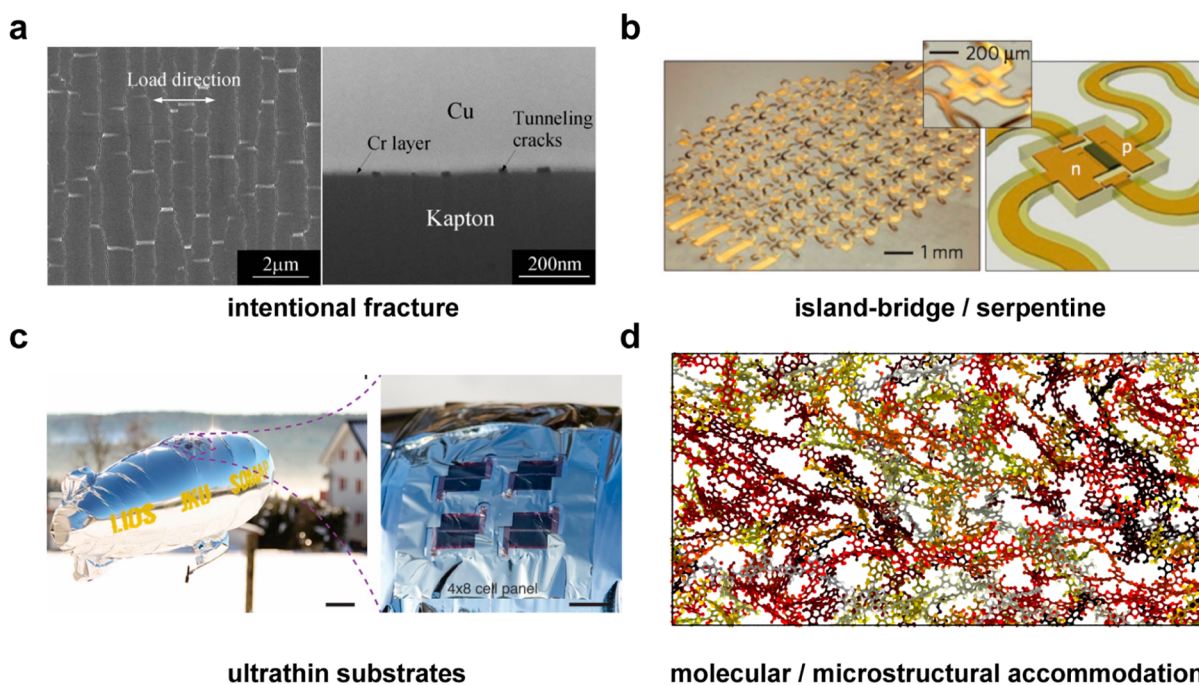 a
Load direction
2μm
Cr layer
Cu
Tunneling
cracks
Kapton
200nm
intentional fracture
b
200 μm
1 mm
n
p
island-bridge / serpentine
c
LIDS JKU SOMAP
4x8 cell panel
ultrathin substrates
d
molecular / microstructural accommodation